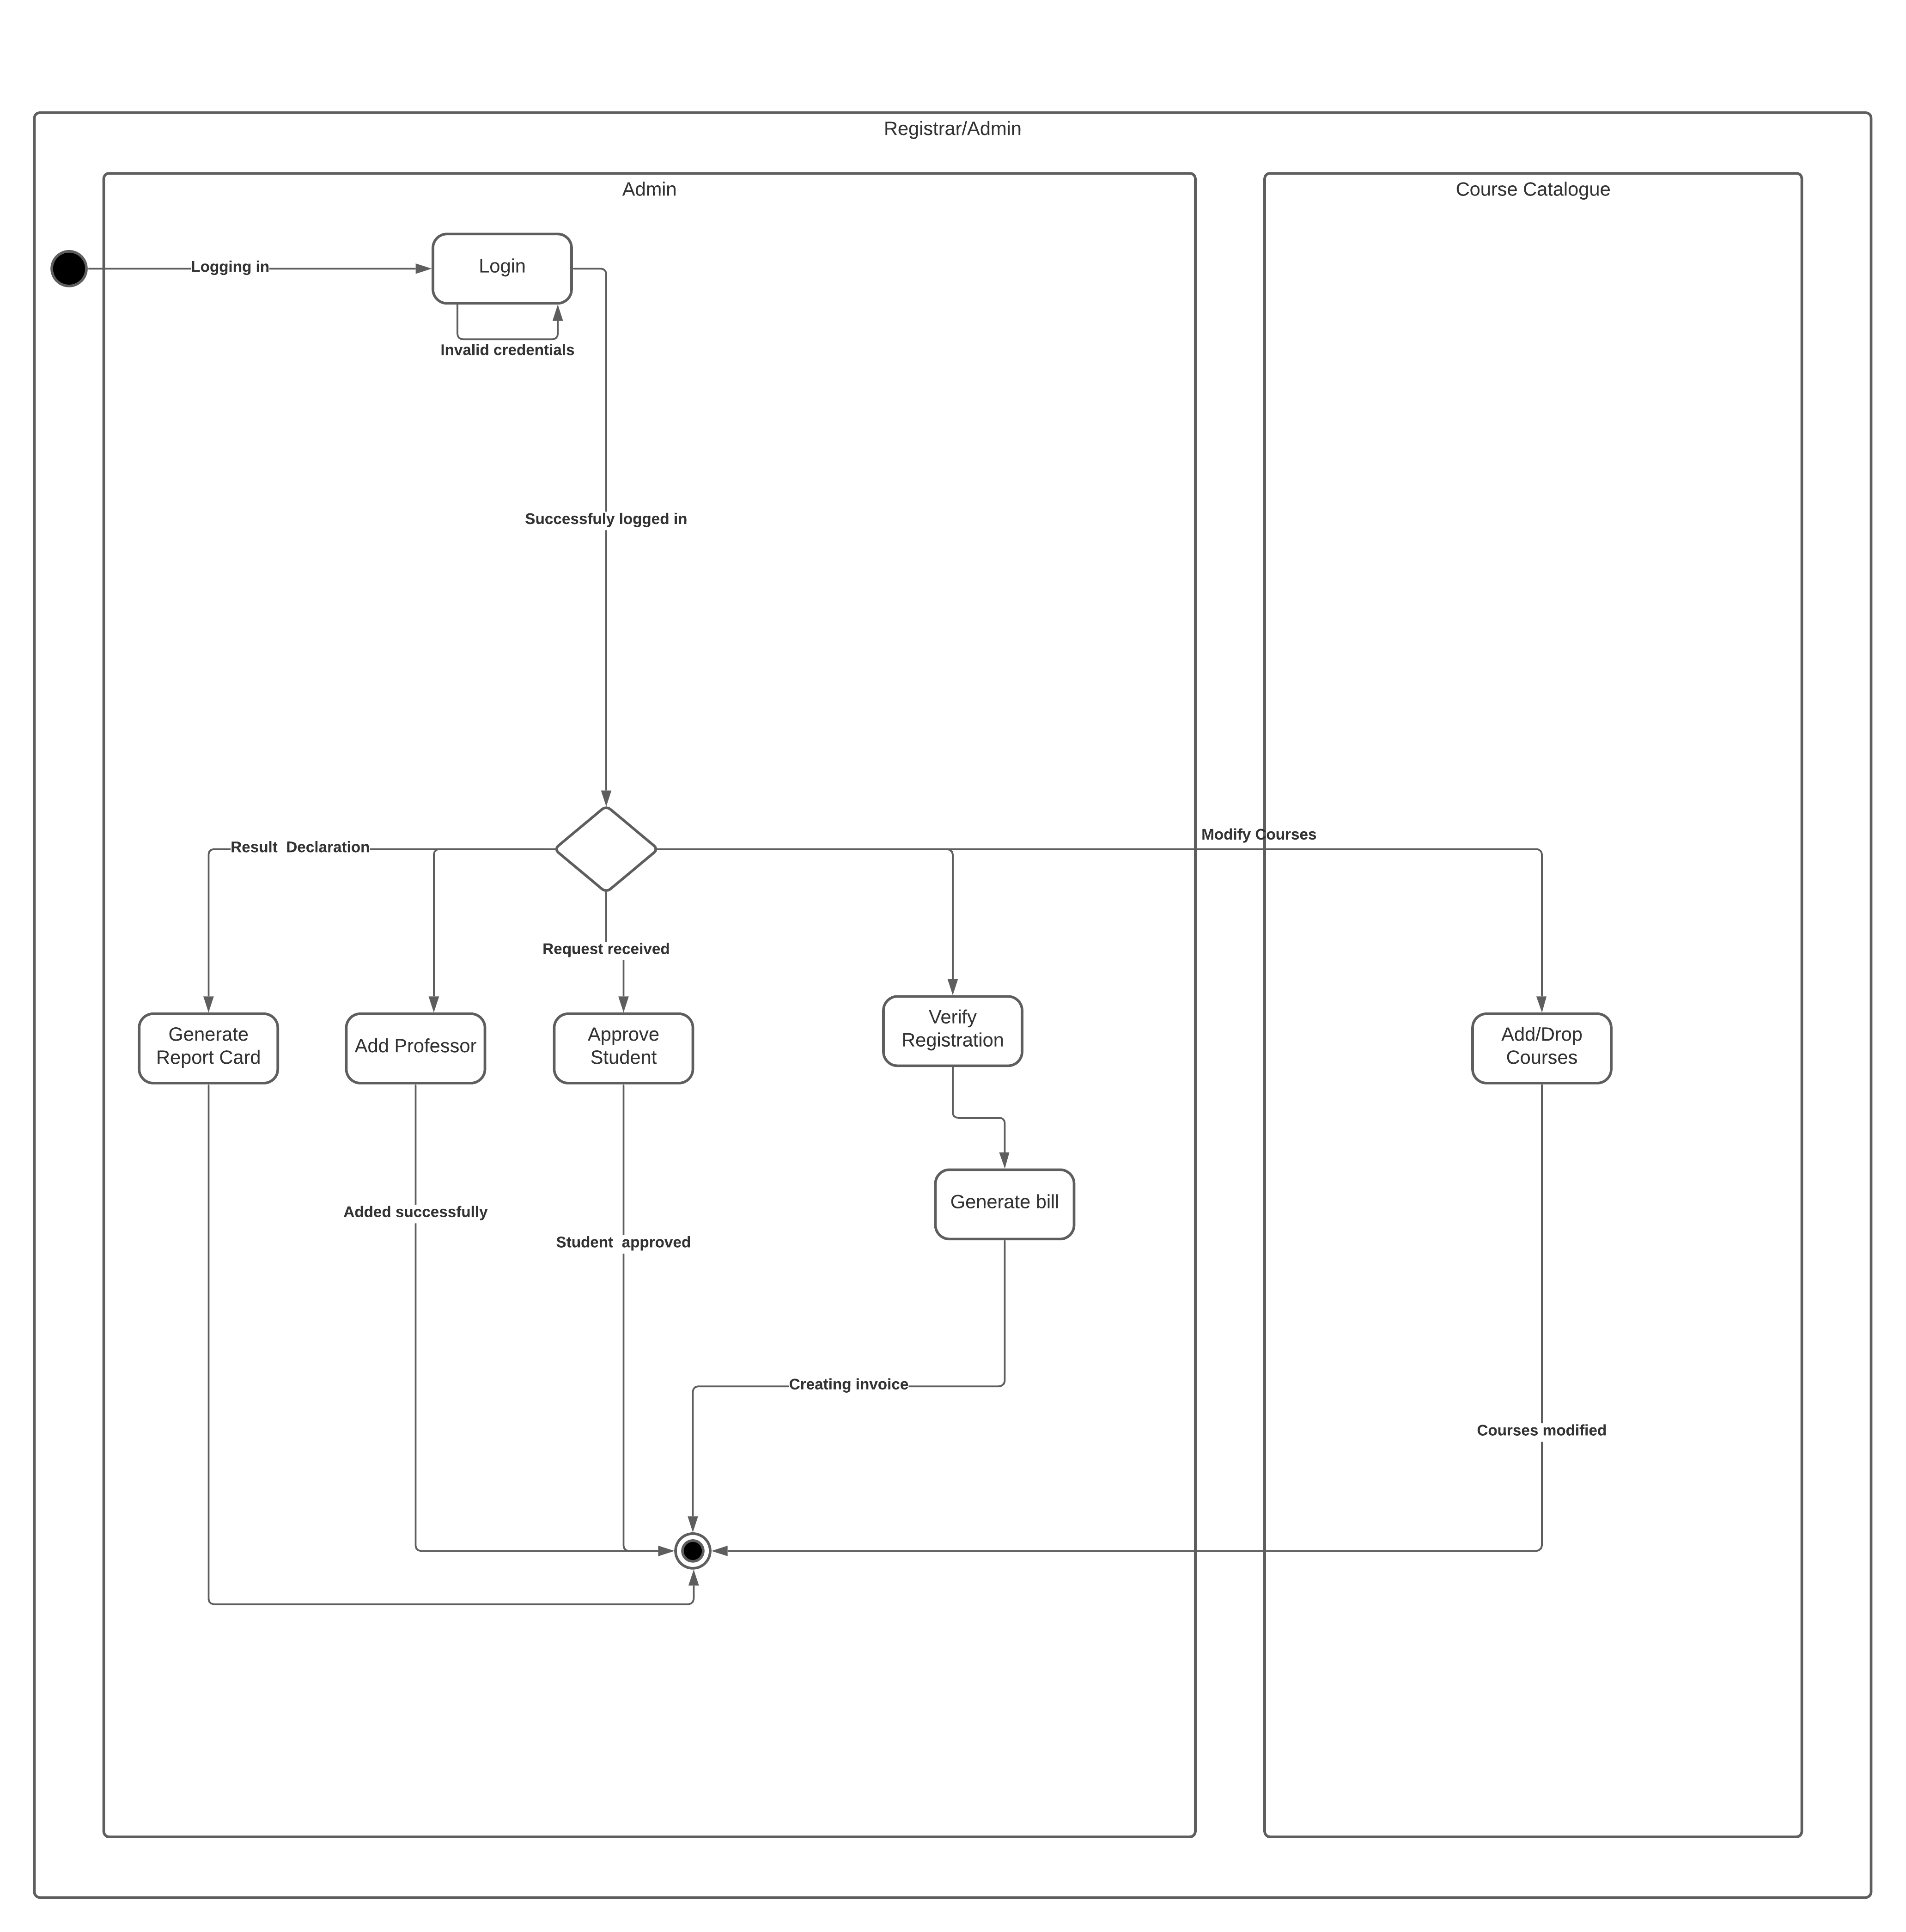 Registrar/Admin
Admin
Course Catalogue
Logging in
Login
Invalid credentials
Successfuly logged in
Modify Courses
Result  Declaration
Request received
Generate
Report Card
Add Professor
Approve
Student
Verify
Registration
Add/Drop
Courses
Generate bill
Added successfully
Student  approved
Creating invoice
Courses modified